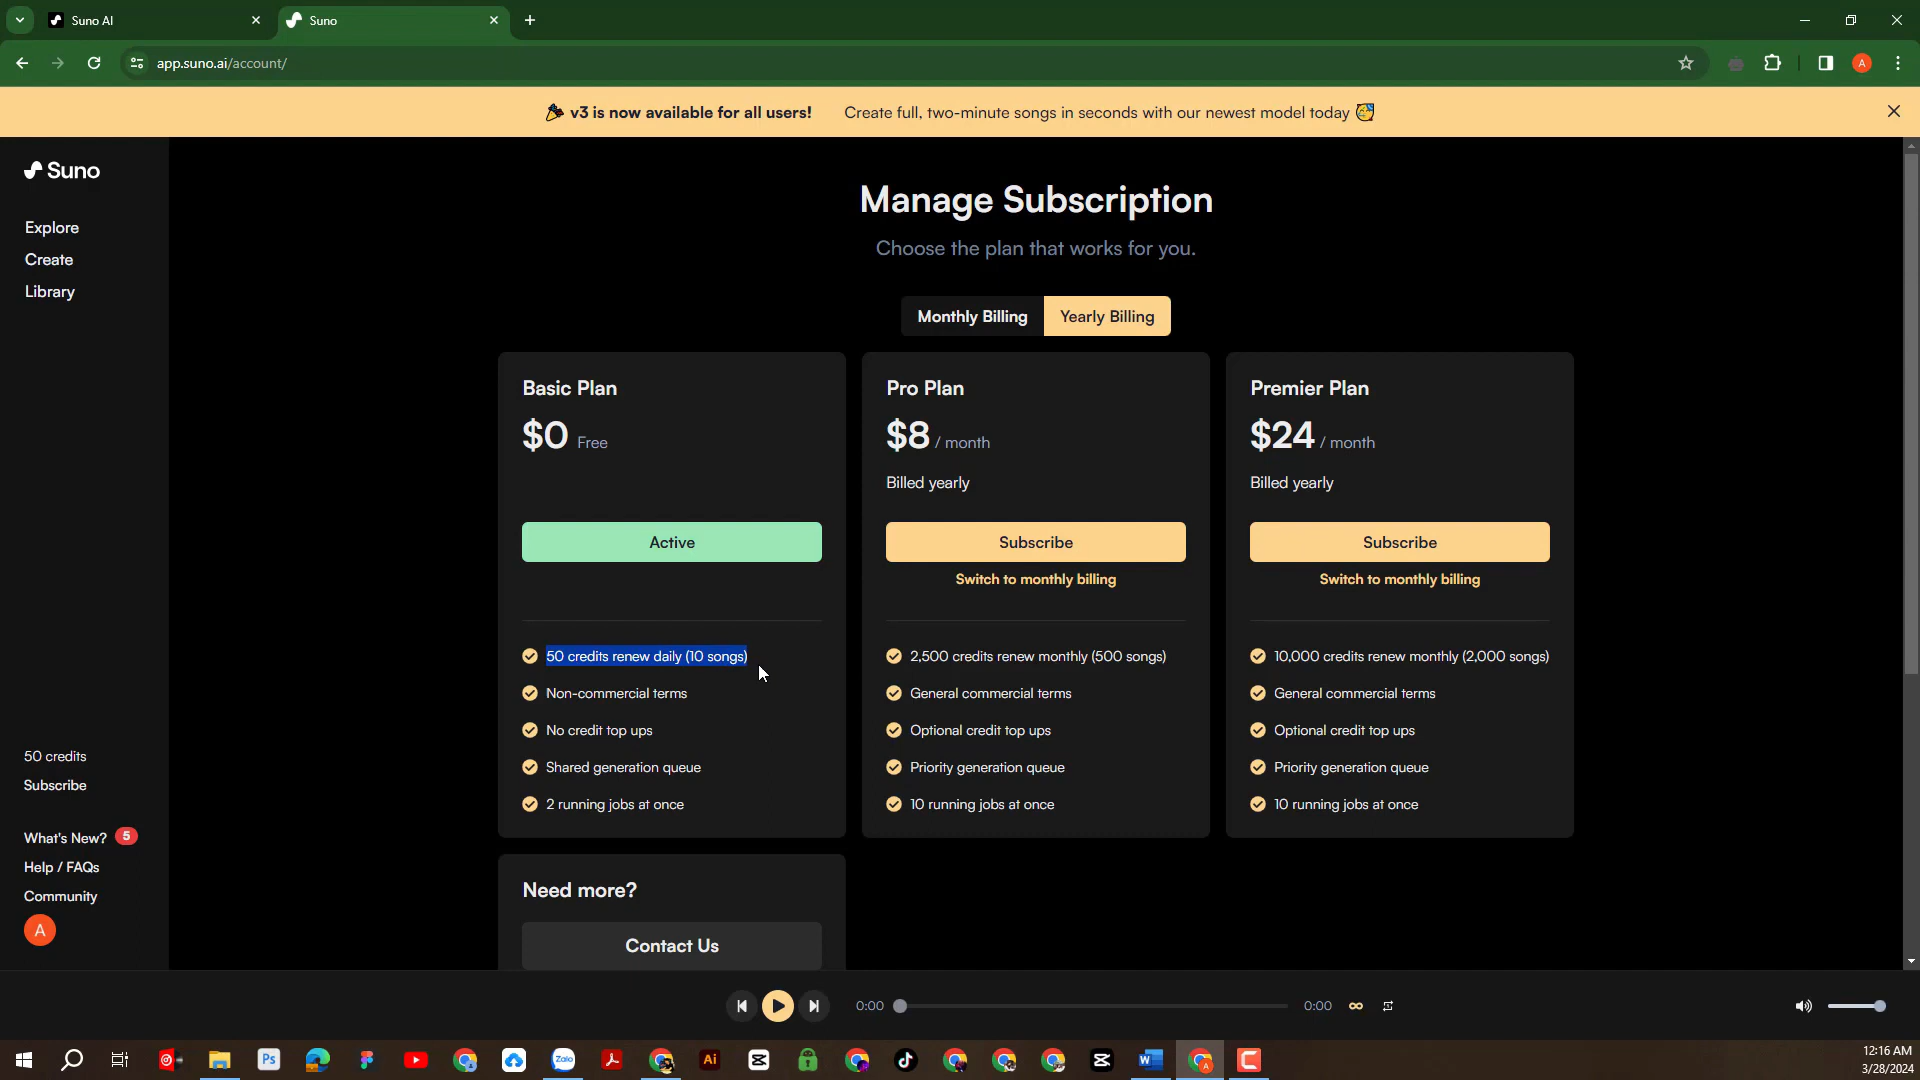 Suno AI
Suno
app.suno.ai/account/
A
v3 is now available for all users! Create full, two-minute songs in seconds with our newest model today
Suno
Explore
Create
Library
50 credits
Subscribe
What's New? 5
Help / FAQs
Community
A
Manage Subscription
Choose the plan that works for you.
Monthly Billing Yearly Billing
Basic Plan
$0 Free
Active
50 credits renew daily (10 songs)
Non-commercial terms
No credit top ups
Shared generation queue
2 running jobs at once
Pro Plan
$8 / month
Billed yearly
Subscribe
Switch to monthly billing
2,500 credits renew monthly (500 songs)
General commercial terms
Optional credit top ups
Priority generation queue
10 running jobs at once
Premier Plan
$24 / month
Billed yearly
Subscribe
Switch to monthly billing
10,000 credits renew monthly (2,000 songs)
General commercial terms
Optional credit top ups
Priority generation queue
10 running jobs at once
Need more?
Contact Us
0:00 0:00
Ps
Zalo
Ai
W
A
C
12:16 AM
3/28/2024